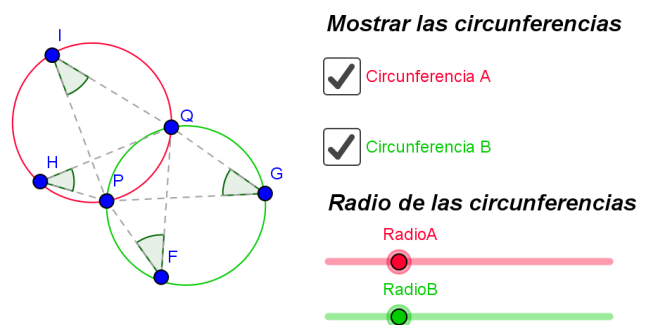 I
Q
H
P
G
F
Mostrar las circunferencias
Circunferencia A
Circunferencia B
Radio de las circunferencias
RadioA
RadioB